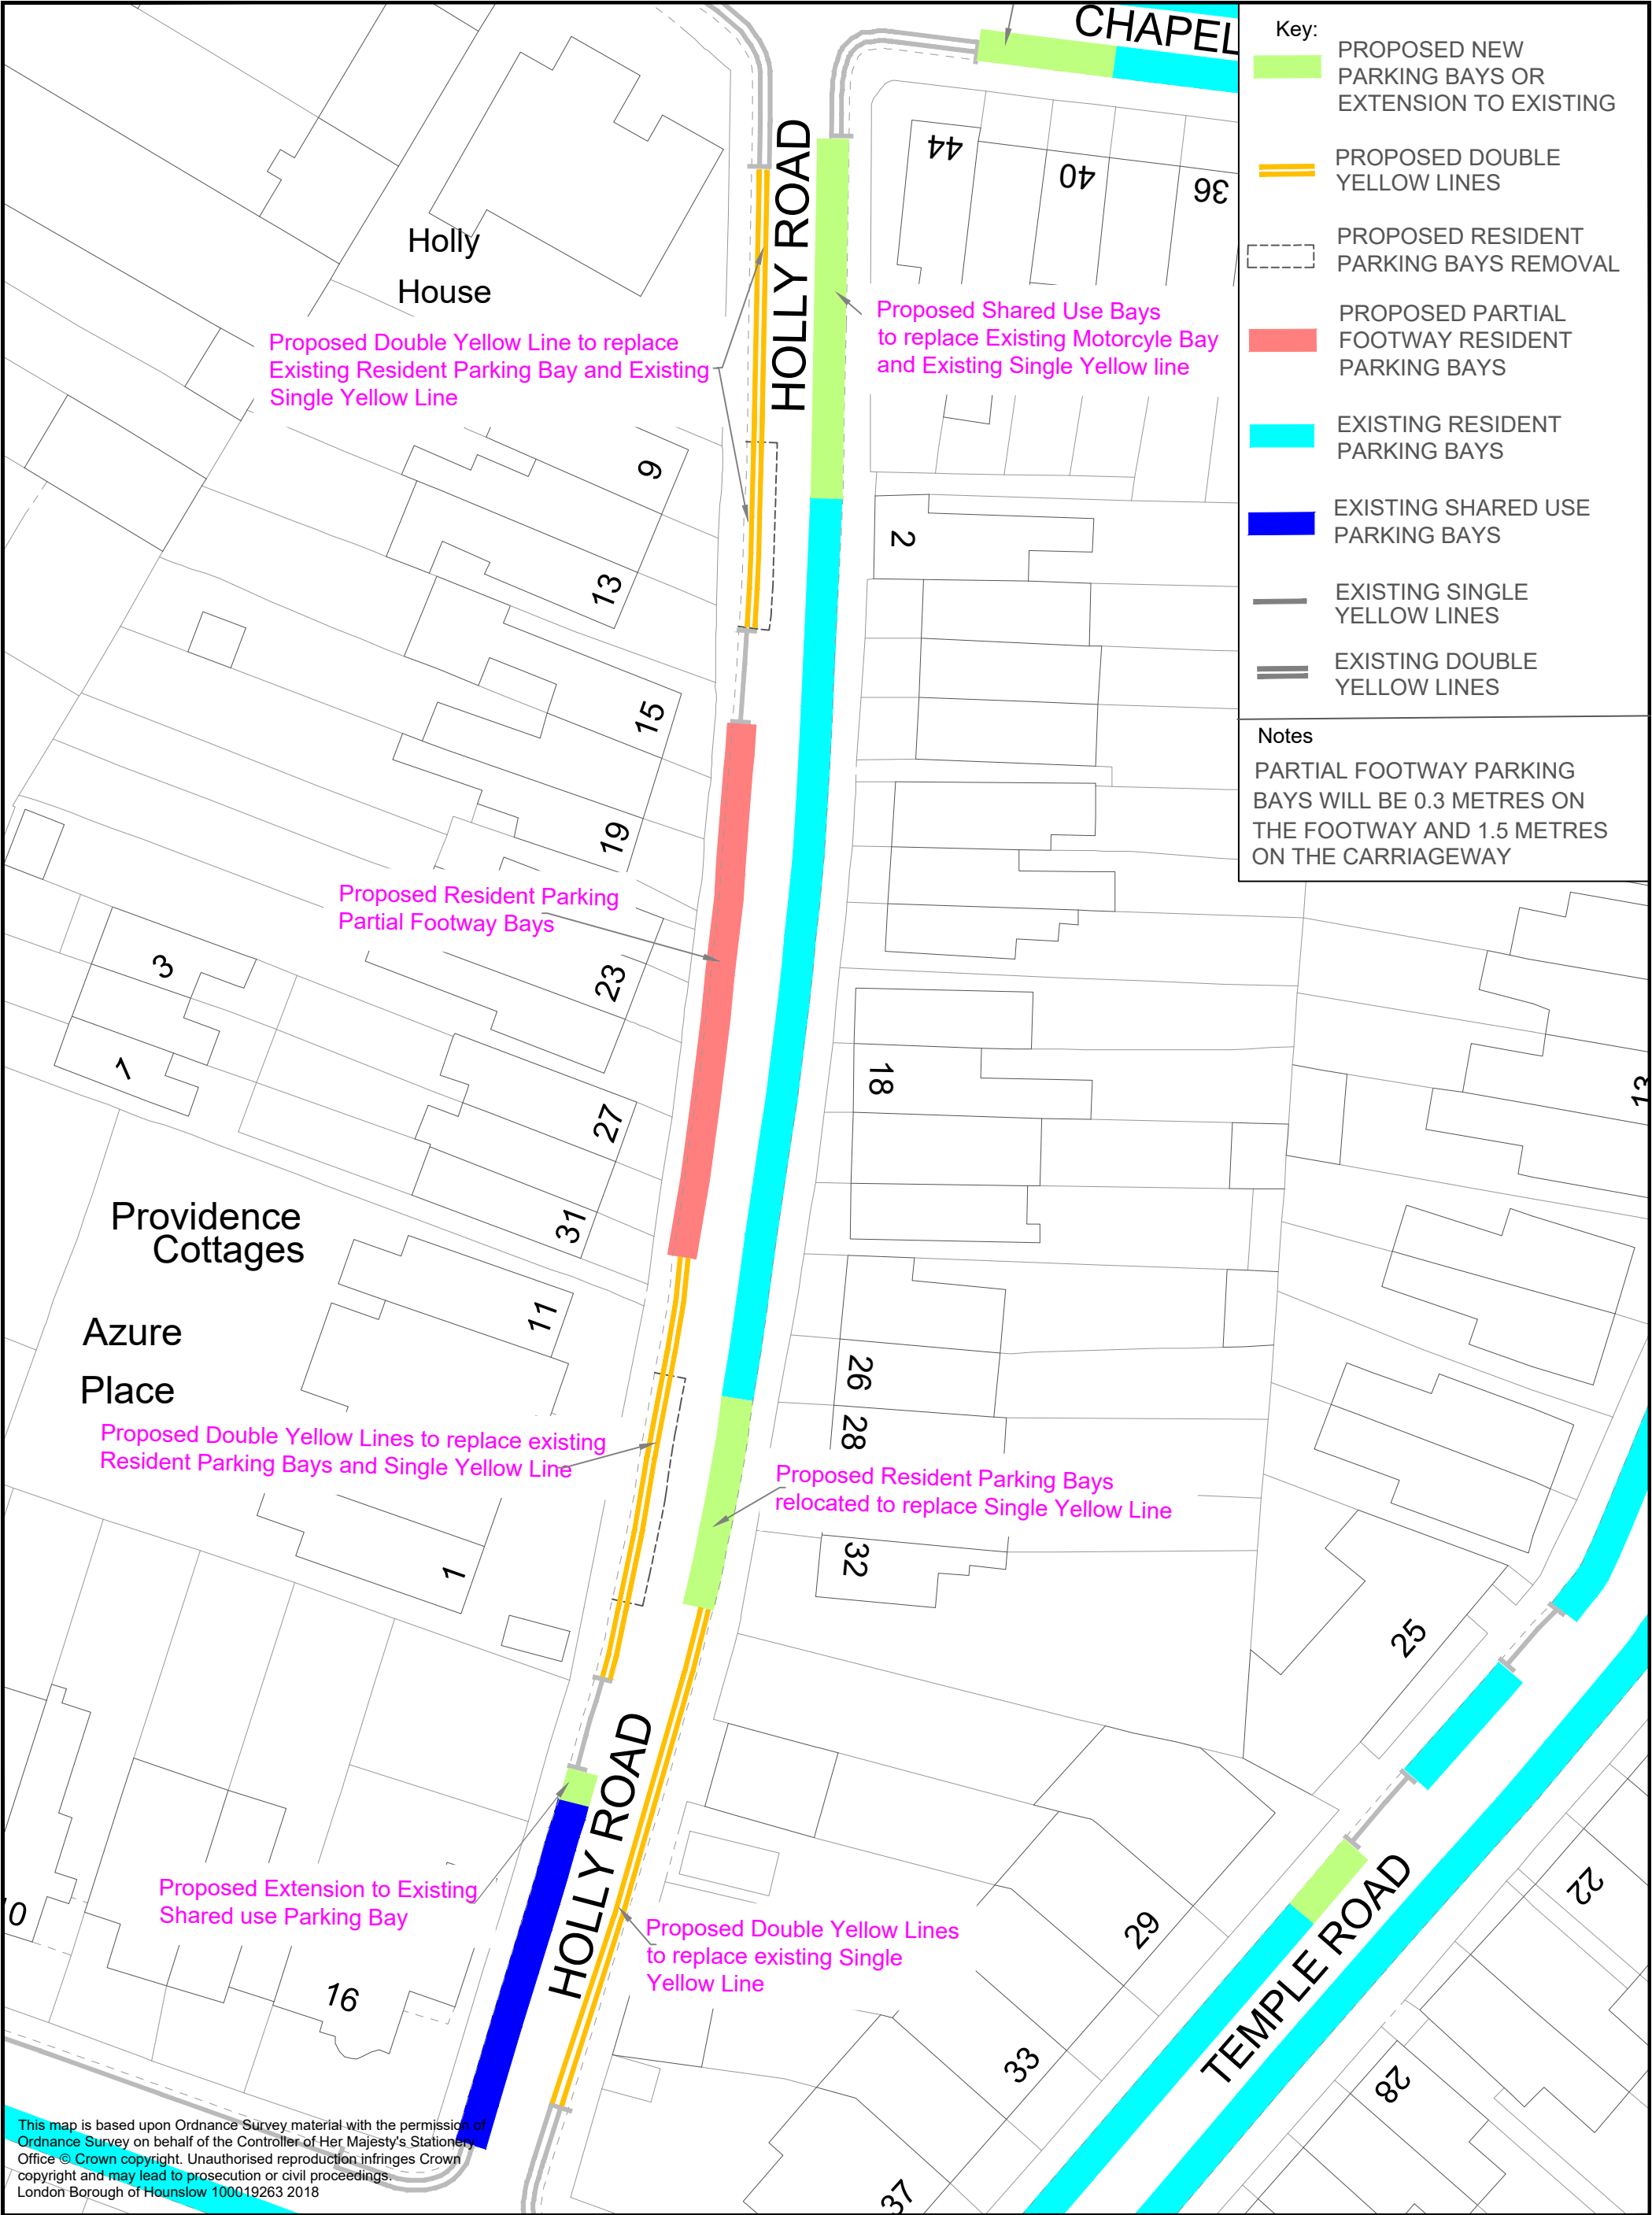 CHAPEL
Key:
PROPOSED NEW
PARKING BAYS OR
EXTENSION TO EXISTING
PROPOSED DOUBLE
YELLOW LINES
PROPOSED RESIDENT
PARKING BAYS REMOVAL
PROPOSED PARTIAL
FOOTWAY RESIDENT
PARKING BAYS
EXISTING RESIDENT
PARKING BAYS
EXISTING SHARED USE
PARKING BAYS
EXISTING SINGLE
YELLOW LINES
EXISTING DOUBLE
YELLOW LINES
Notes
PARTIAL FOOTWAY PARKING
BAYS WILL BE 0.3 METRES ON
THE FOOTWAY AND 1.5 METRES
ON THE CARRIAGEWAY
HOLLY ROAD
44
40
36
Holly
House
Proposed Double Yellow Line to replace
Existing Resident Parking Bay and Existing
Single Yellow Line
Proposed Shared Use Bays
to replace Existing Motorcyle Bay
and Existing Single Yellow line
9
2
13
15
19
Proposed Resident Parking
Partial Footway Bays
3
23
1
18
13
27
31
Providence
Cottages
11
Azure
Place
26
28
Proposed Double Yellow Lines to replace existing
Resident Parking Bays and Single Yellow Line
Proposed Resident Parking Bays
relocated to replace Single Yellow Line
32
1
25
HOLLY ROAD
Proposed Extension to Existing
Shared use Parking Bay
Proposed Double Yellow Lines
to replace existing Single
Yellow Line
29
22
TEMPLE ROAD
0
16
33
28
37
This map is based upon Ordnance Survey material with the permission of
Ordnance Survey on behalf of the Controller of Her Majesty's Stationery
Office © Crown copyright. Unauthorised reproduction infringes Crown
copyright and may lead to prosecution or civil proceedings.
London Borough of Hounslow 100019263 2018